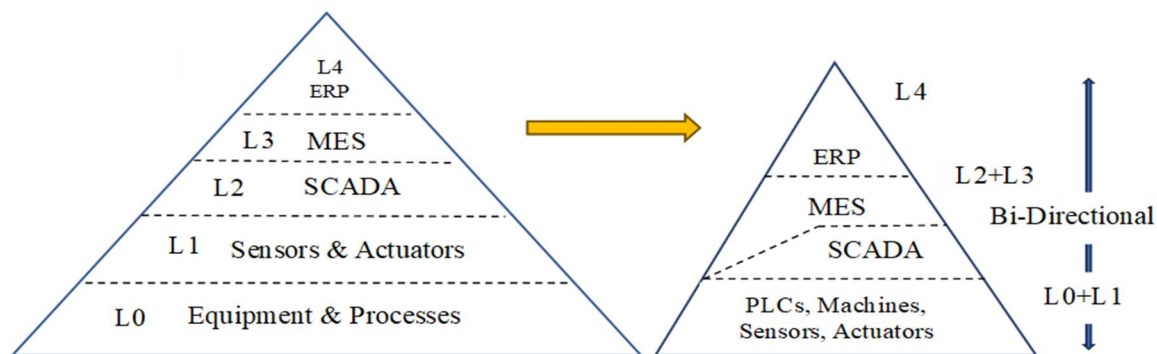 L4
ERP
L3 MES
L2 SCADA
L1 Sensors & Actuators
L0 Equipment & Processes
L4
ERP
L2+L3
MES
Bi-Directional
SCADA
L0+L1
PLCs, Machines,
Sensors, Actuators